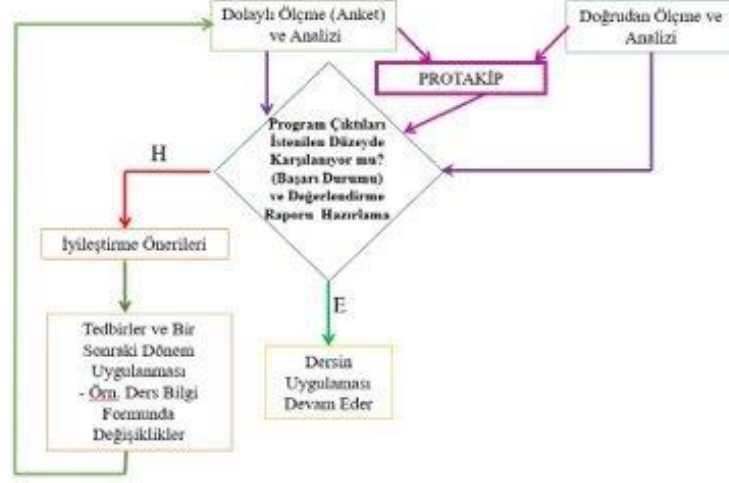 Dolaylı Ölçme (Anket)
ve Analizi
Doğrudan Ölçme ve
Analizi
PROTAKİP
Program Çıktıları
İstenilen Düzeyde
Karşılanıyor mu?
(Başarı Durumu)
ve Değerlendirme
Raporu Hazırlama
H
İyileştirme Önerileri
E
Tedbirler ve Bir
Sonraki Dönem
Uygulanması
- Örn. Ders Bilgi
Formunda
Değişiklikler
Dersin
Uygulaması
Devam Eder